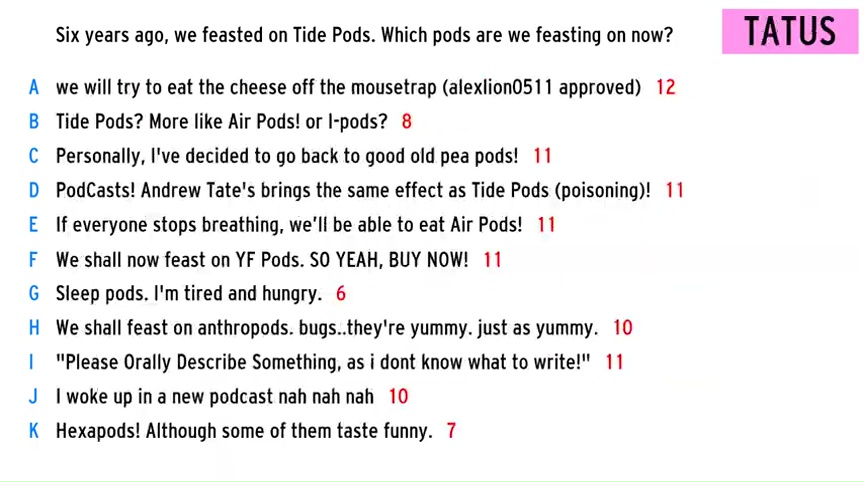 Six years ago, we feasted on Tide Pods. Which pods are we feasting on now?
TATUS
A we will try to eat the cheese off the mousetrap (alexlion0511 approved) 12
B Tide Pods? More like Air Pods! or I-pods? 8
C Personally, I've decided to go back to good old pea pods! 11
D PodCasts! Andrew Tate's brings the same effect as Tide Pods (poisoning)! 11
E If everyone stops breathing, we'll be able to eat Air Pods! 11
F We shall now feast on YF Pods. SO YEAH, BUY NOW! 11
G Sleep pods. I'm tired and hungry. 6
H We shall feast on anthropods. bugs..they're yummy. just as yummy. 10
I "Please Orally Describe Something, as i dont know what to write!" 11
J I woke up in a new podcast nah nah nah 10
K Hexapods! Although some of them taste funny. 7